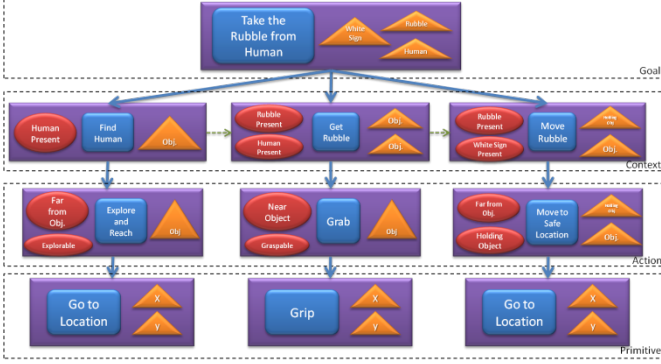 Take the
Rubble from
Human
White
Sign
Rubble
Human
Goal
Human
Present
Find
Human
Obj.
Rubble
Present
Human
Present
Get
Rubble
Obj.
Obj.
Rubble
Present
White Sign
Present
Move
Rubble
Obj.
Context
Far
from
Obj.
Explorable
Explore
and
Reach
Obj
Near
Object
Graspable
Grab
Obj
Far from
Obj.
Holding
Object
Move to
Safe
Location
Obj.
Action
Go to
Location
X
y
Grip
X
y
Go to
Location
X
y
Primitive